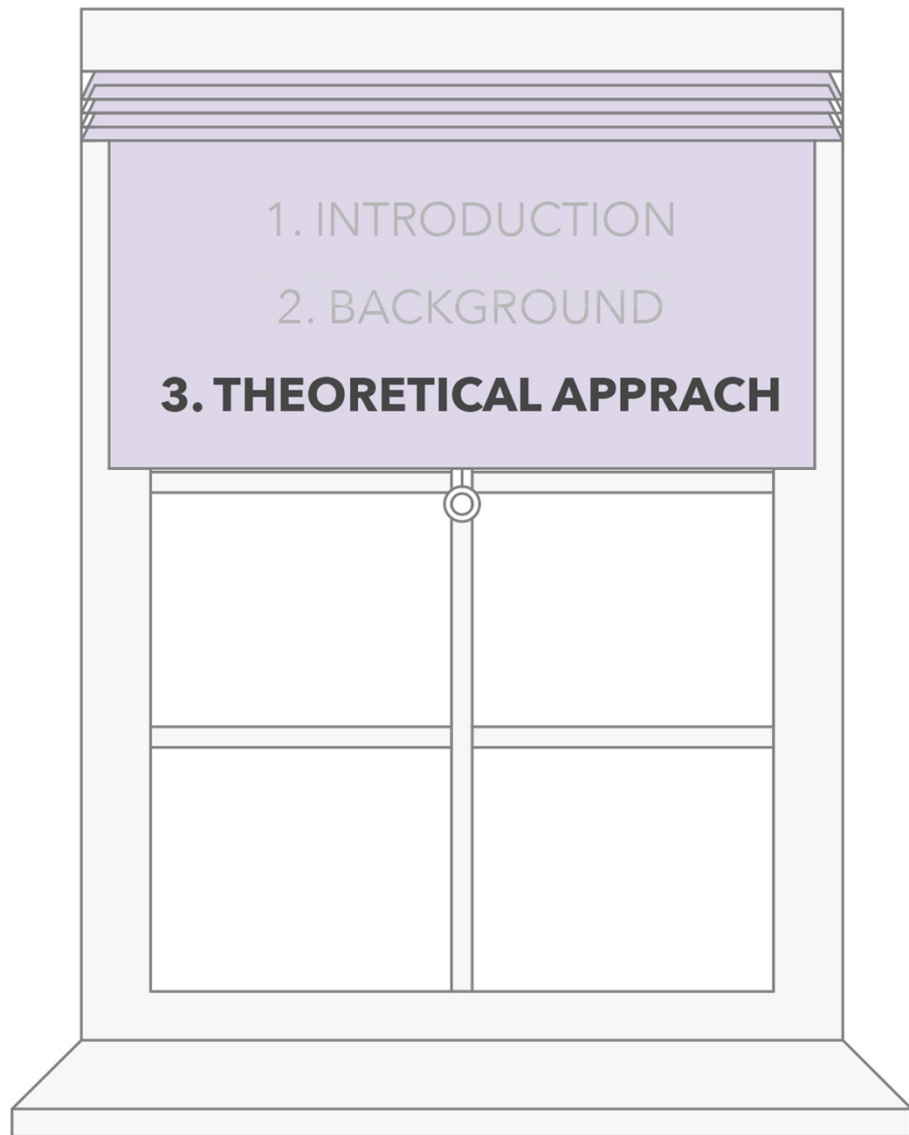 1. INTRODUCTION
2. BACKGROUND
3. THEORETICAL APPRACH